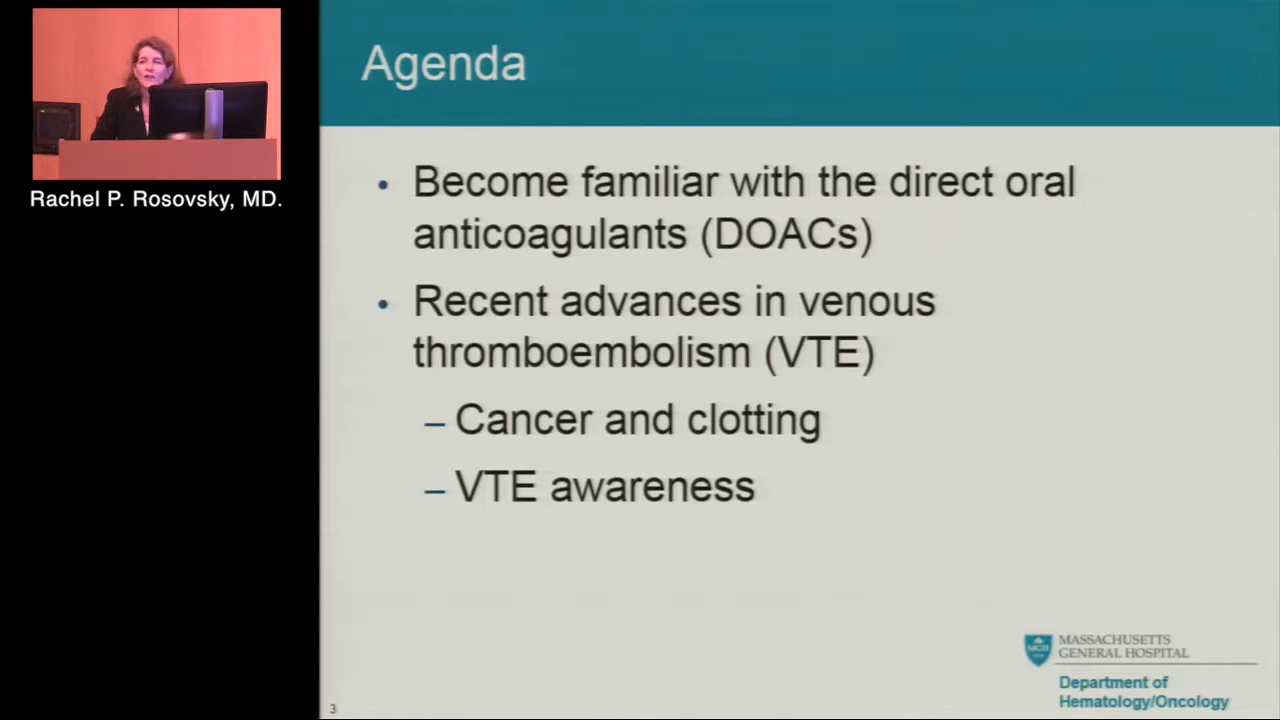 Agenda
Rachel P. Rosovsky, MD.
• Become familiar with the direct oral
anticoagulants (DOACs)
• Recent advances in venous
thromboembolism (VTE)
– Cancer and clotting
– VTE awareness
MASSACHUSETTS
GENERAL HOSPITAL
Department of
Hematology/Oncology
3